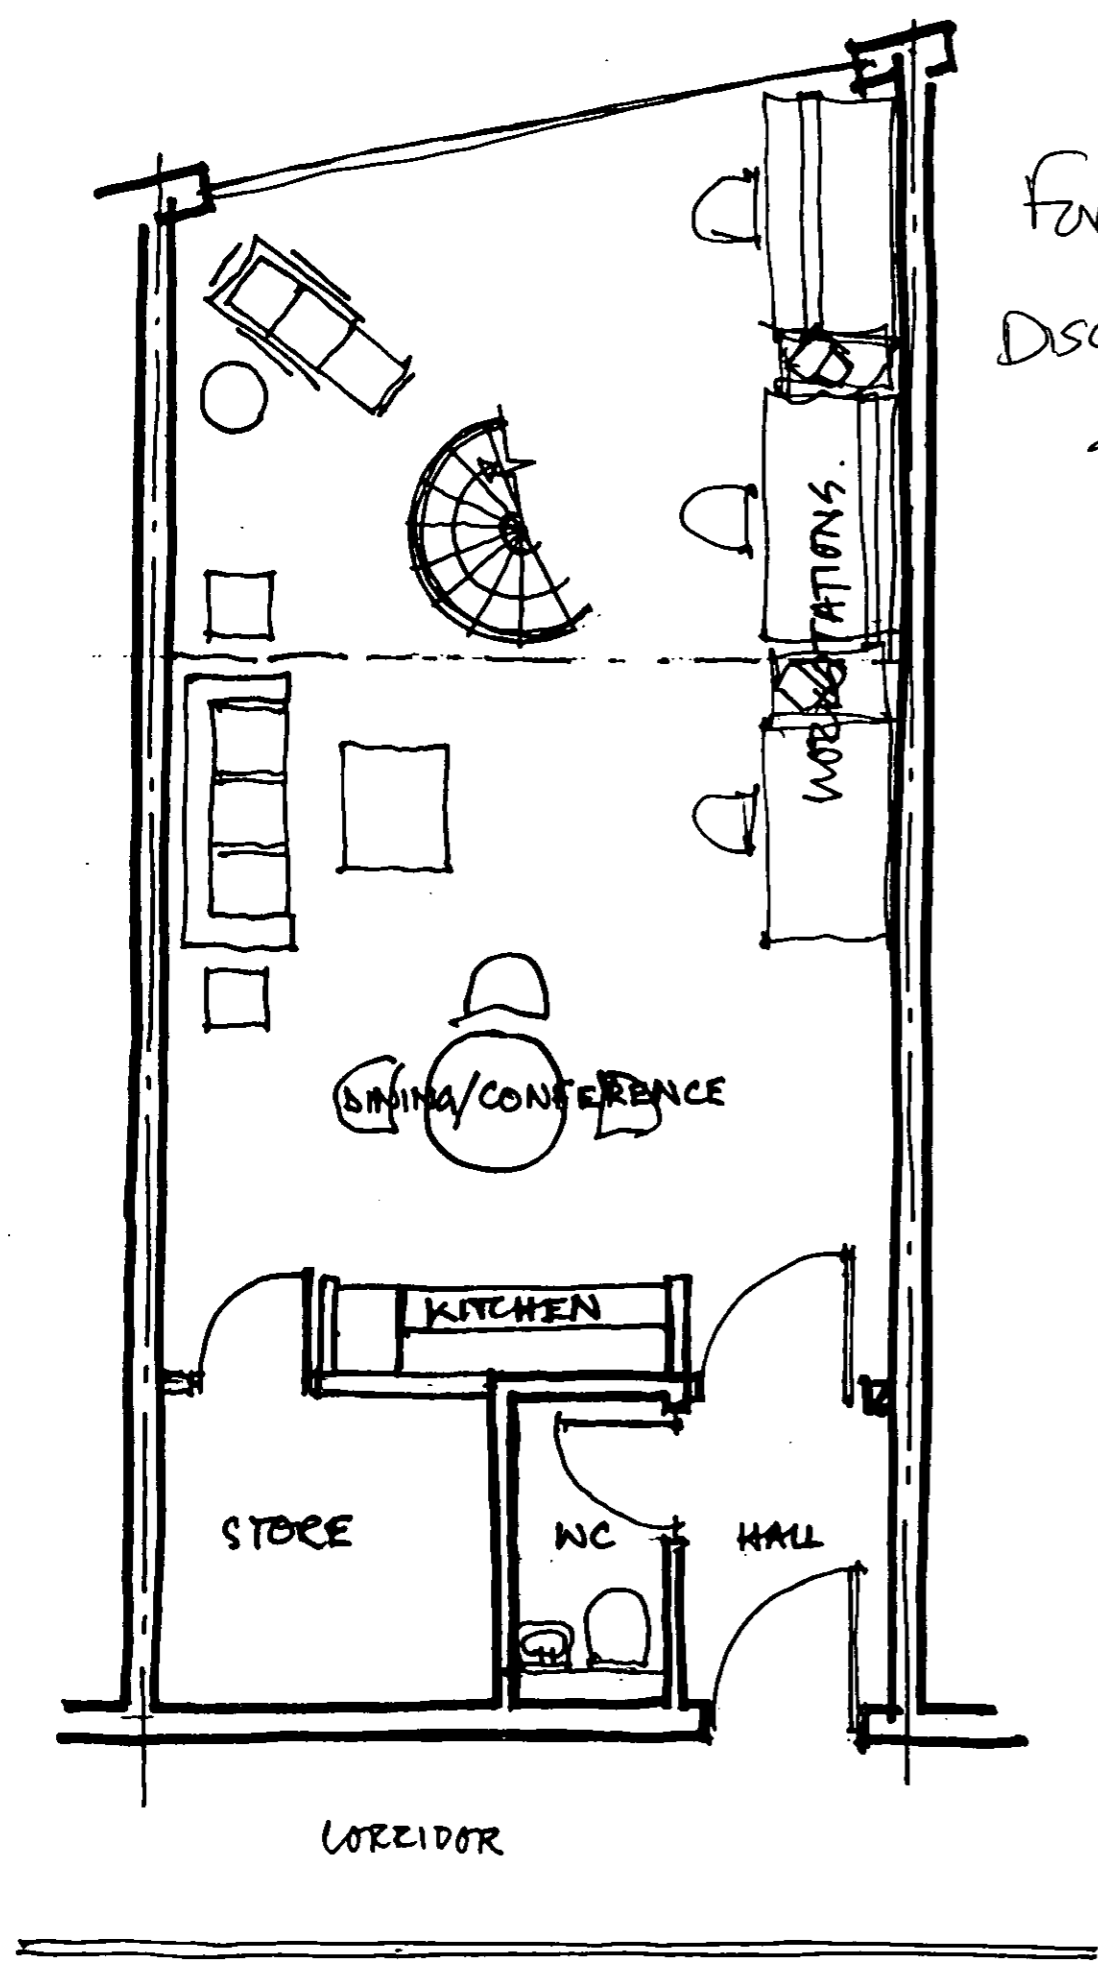 WORKSTATIONS.
DINING/CONFERENCE
KITCHEN
STORE
WC
HALL
CORRIDOR